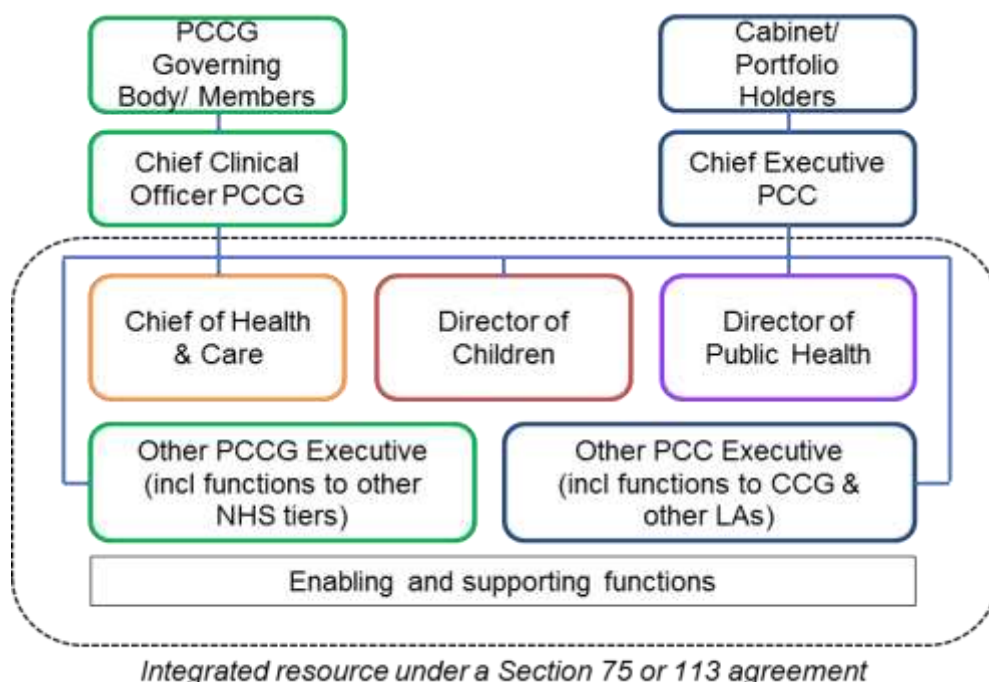 PCCG
Governing
Body/ Members
Cabinet/
Portfolio
Holders
Chief Clinical
Officer PCCG
Chief Executive
PCC
Chief of Health
& Care
Director of
Children
Director of
Public Health
Other PCCG Executive
(incl functions to other
NHS tiers)
Other PCC Executive
(incl functions to CCG &
other LAs)
Enabling and supporting functions
Integrated resource under a Section 75 or 113 agreement